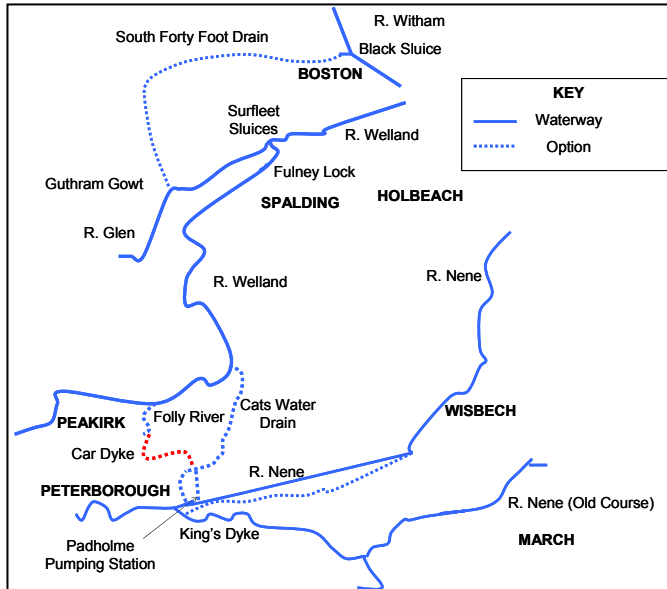 R. Witham
South Forty Foot Drain
Black Sluice
BOSTON
KEY
Waterway
Option
Surfleet
Sluices
R. Welland
Fulney Lock
Guthram Gowt
SPALDING
HOLBEACH
R. Glen
R. Welland
R. Nene
PEAKIRK
Folly River
Cats Water
Drain
WISBECH
Car Dyke
R. Nene
PETERBOROUGH
R. Nene (Old Course)
King's Dyke
MARCH
Padholme
Pumping Station